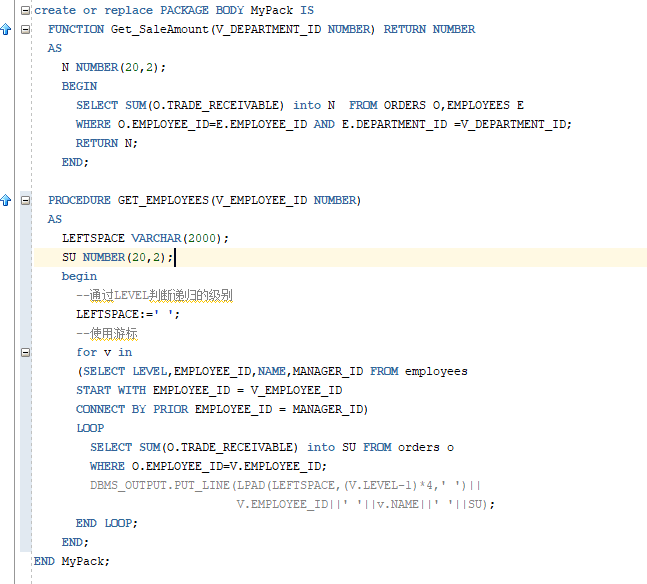 create or replace PACKAGE BODY MyPack IS
FUNCTION Get_SaleAmount(V_DEPARTMENT_ID NUMBER) RETURN NUMBER
AS
N NUMBER(20,2);
BEGIN
SELECT SUM(O.TRADE_RECEIVABLE) into N  FROM ORDERS O,EMPLOYEES E
WHERE O.EMPLOYEE_ID=E.EMPLOYEE_ID AND E.DEPARTMENT_ID =V_DEPARTMENT_ID;
RETURN N;
END;
PROCEDURE GET_EMPLOYEES(V_EMPLOYEE_ID NUMBER)
AS
LEFTSPACE VARCHAR(2000);
SU NUMBER(20,2);
begin
--通过LEVEL判断递归的级别
LEFTSPACE:=' ';
--使用游标
for v in
(SELECT LEVEL,EMPLOYEE_ID,NAME,MANAGER_ID FROM employees
START WITH EMPLOYEE_ID = V_EMPLOYEE_ID
CONNECT BY PRIOR EMPLOYEE_ID = MANAGER_ID)
LOOP
SELECT SUM(O.TRADE_RECEIVABLE) into SU FROM orders o
WHERE O.EMPLOYEE_ID=V.EMPLOYEE_ID;
DBMS_OUTPUT.PUT_LINE(LPAD(LEFTSPACE,(V.LEVEL-1)*4,' ')||
V.EMPLOYEE_ID||' '||v.NAME||' '||SU);
END LOOP;
END;
END MyPack;